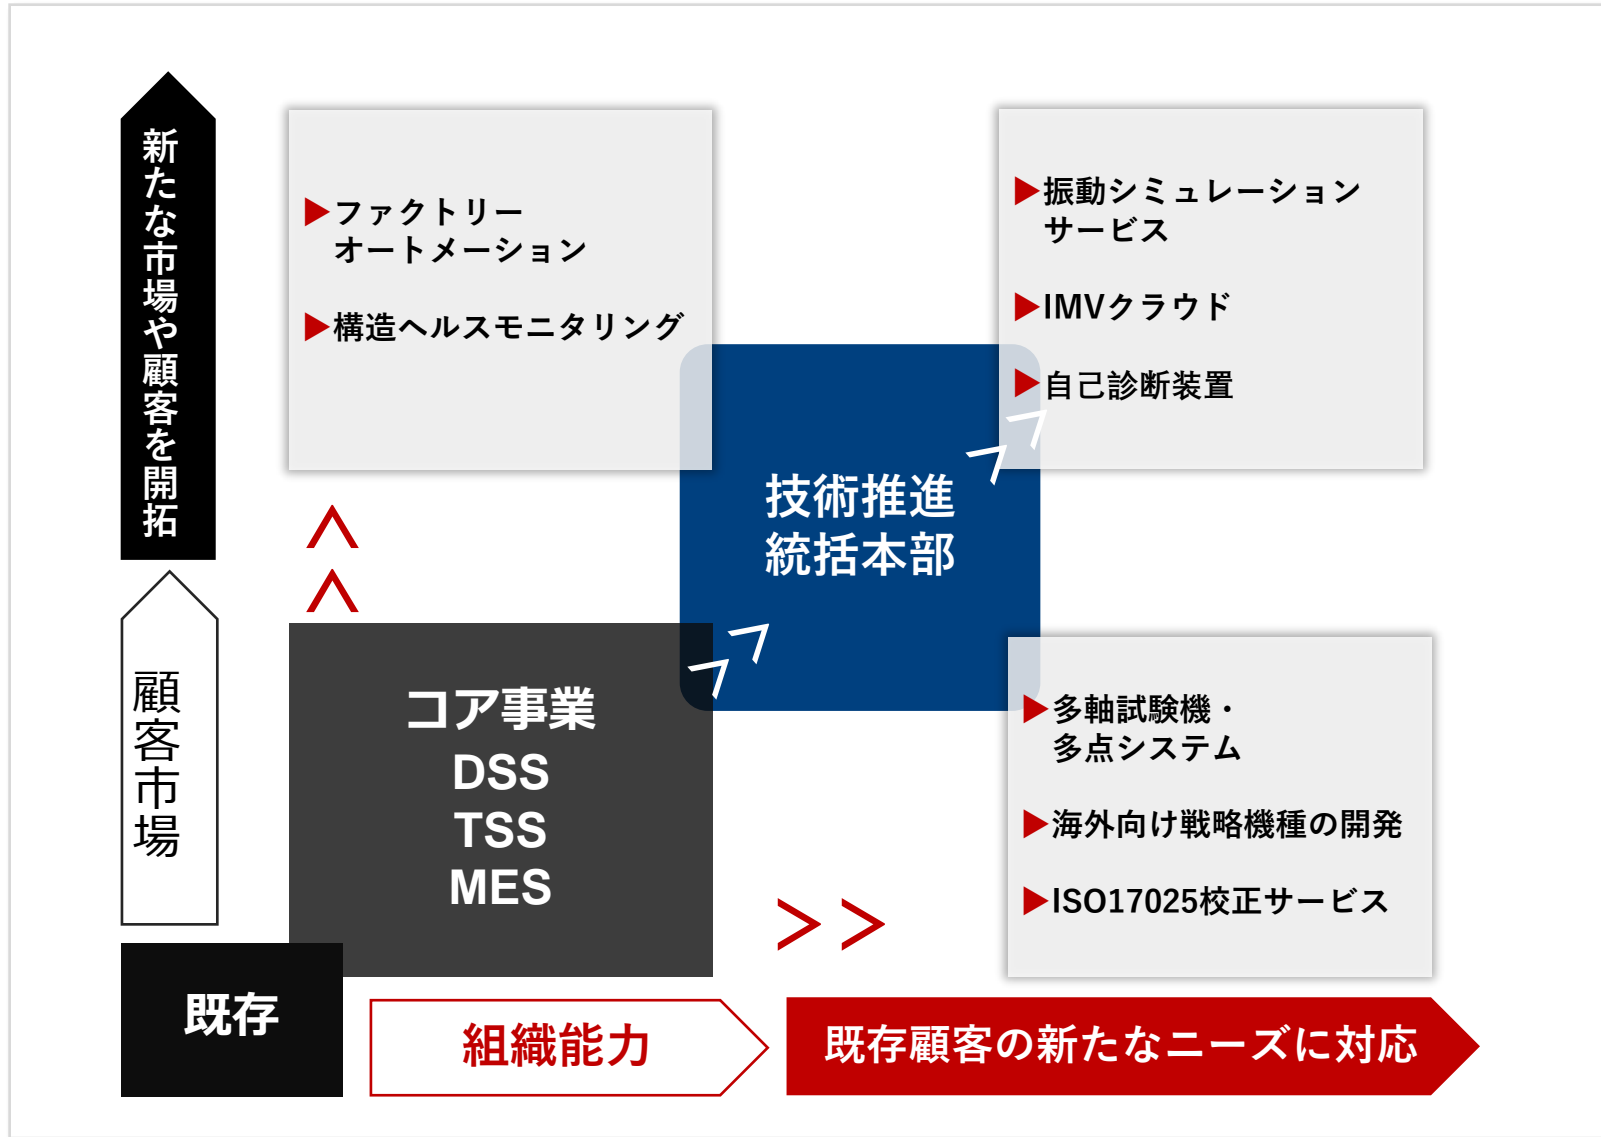 新たな市場や顧客を開拓
▶ファクトリー
オートメーション
▶構造ヘルスモニタリング
▶振動シミュレーション
サービス
▶IMVクラウド
▶自己診断装置
技術推進
統括本部
顧客市場
コア事業
DSS
TSS
MES
▶多軸試験機・
多点システム
▶海外向け戦略機種の開発
▶ISO17025校正サービス
既存
組織能力
既存顧客の新たなニーズに対応